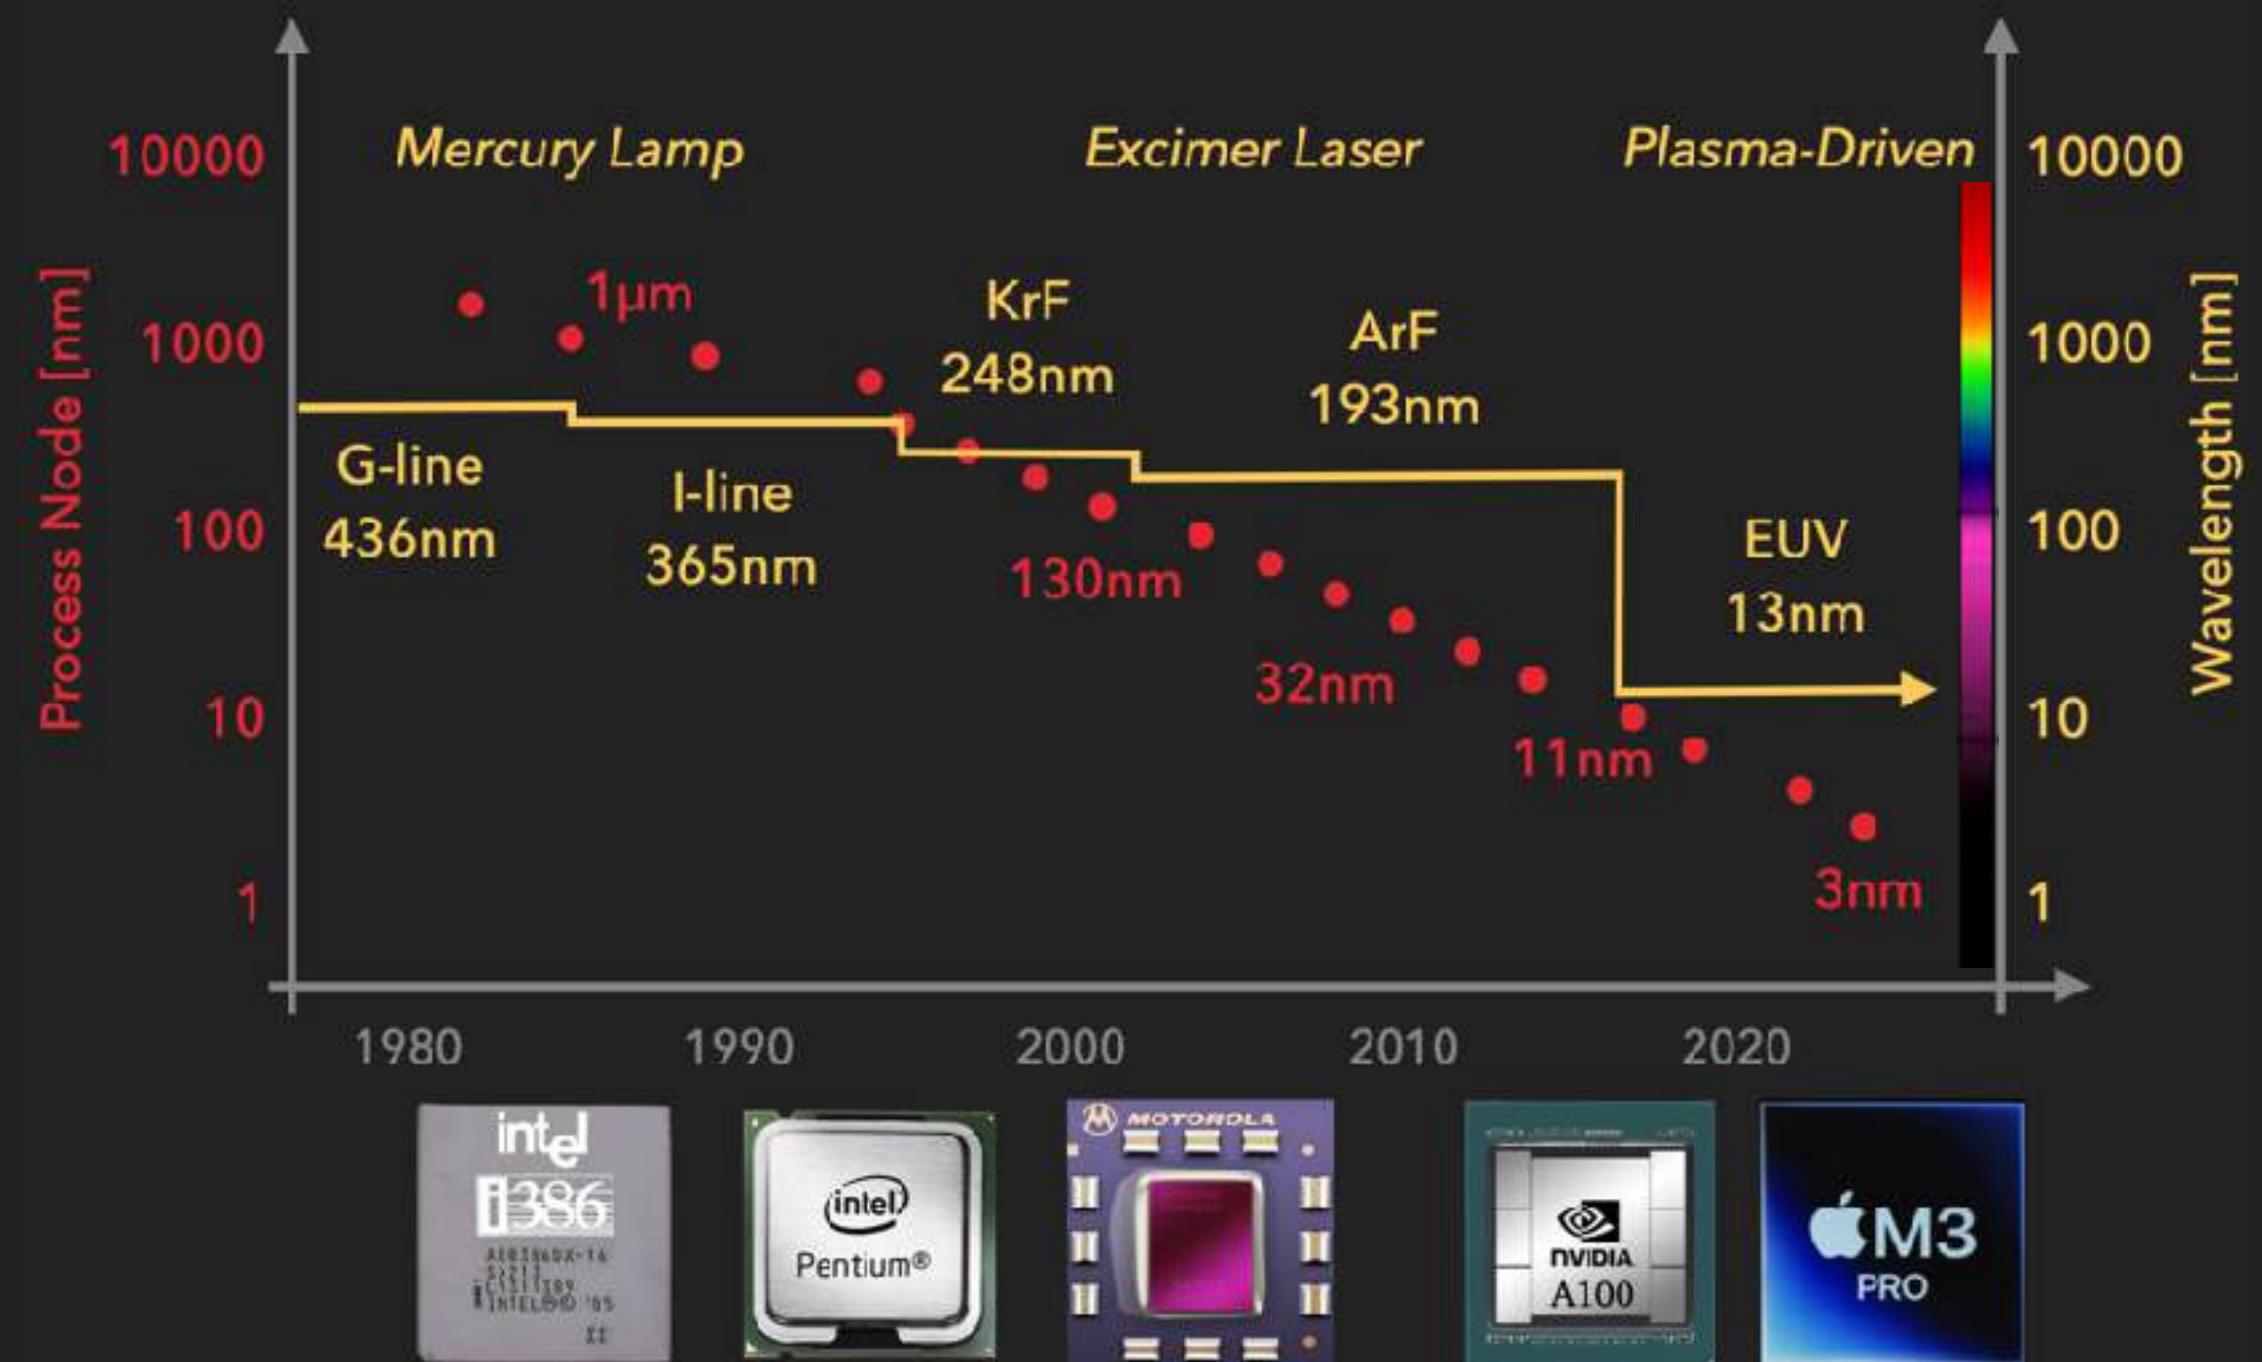 Mercury Lamp
Excimer Laser
Plasma-Driven
Process Node [nm]
10000
1000
100
10
1
Wavelength [nm]
10000
1000
100
10
1
1μm
KrF
248nm
ArF
193nm
G-line
436nm
I-line
365nm
130nm
32nm
11nm
EUV
13nm
3nm
1980
1990
2000
2010
2020
intel
i386
INTEL®© '85
intel
Pentium®
MOTOROLA
NVIDIA
A100
M3
PRO